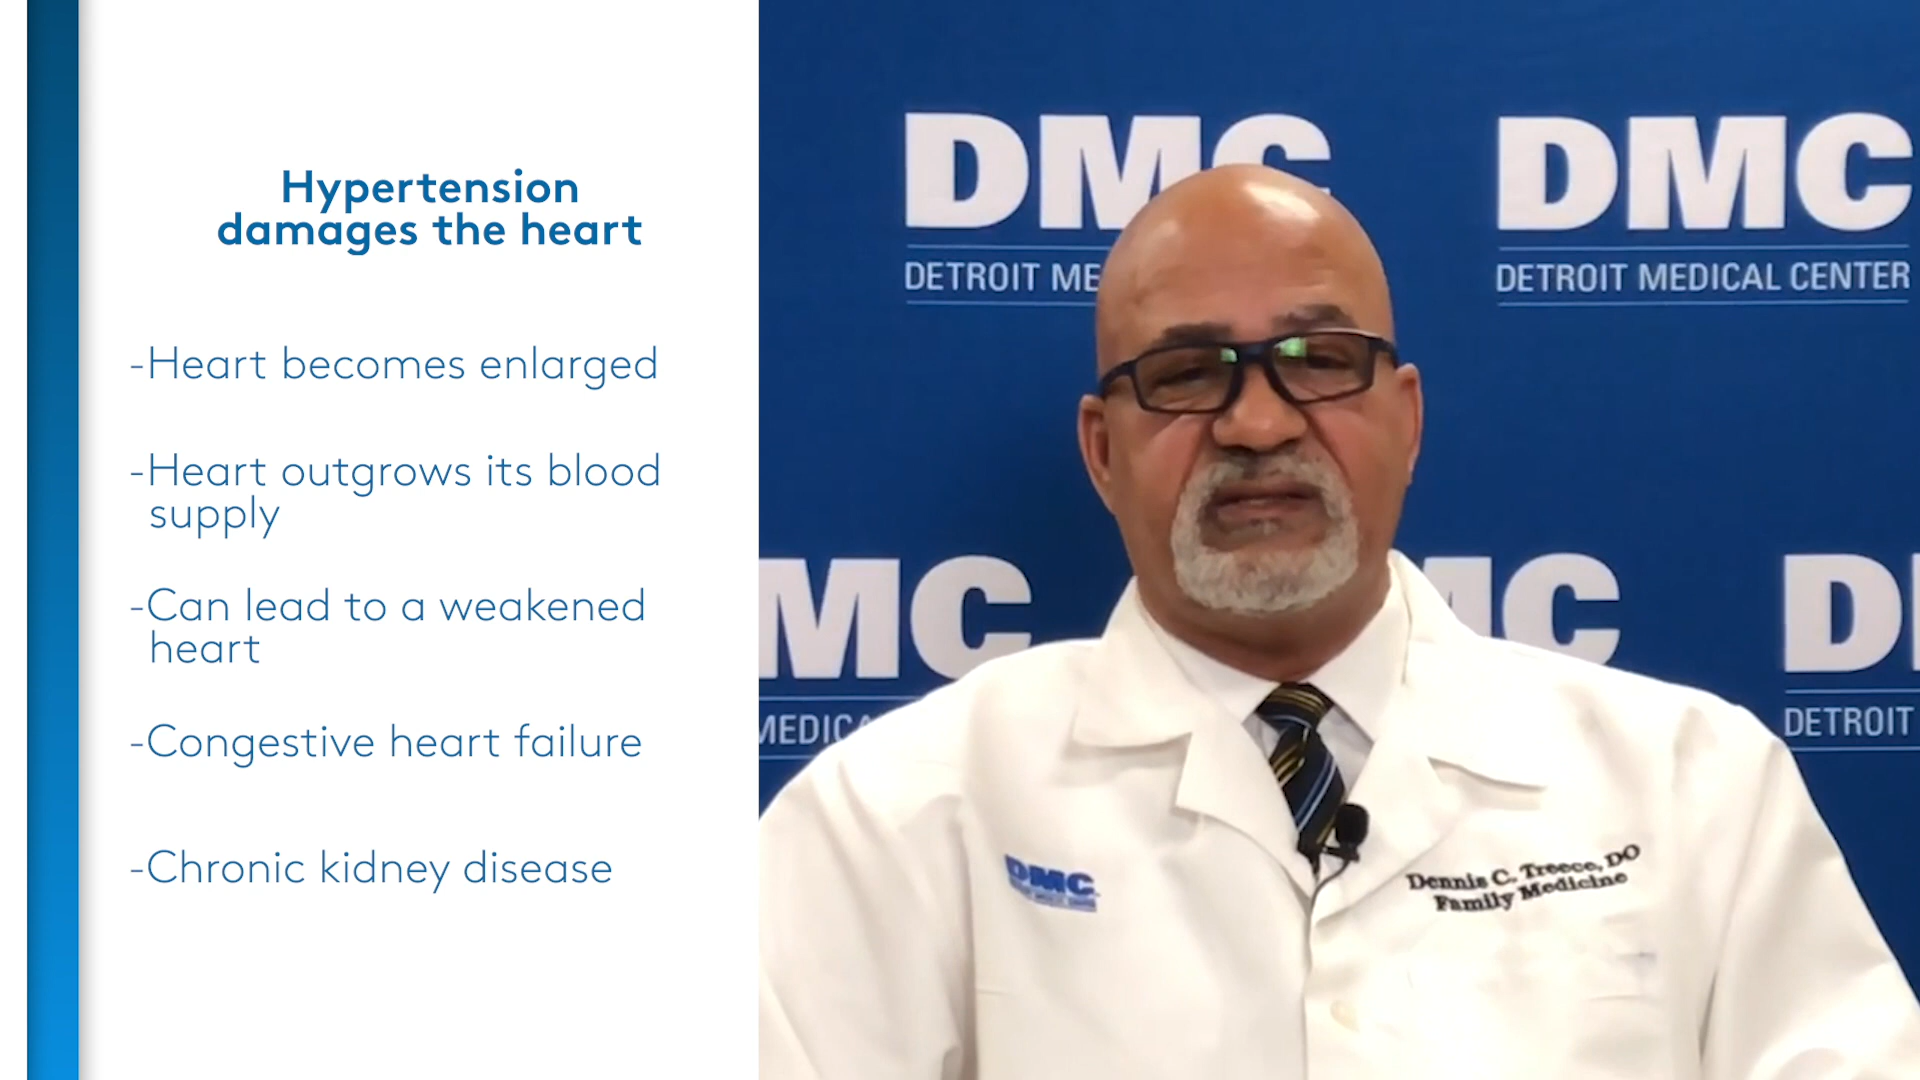 Hypertension
damages the heart
-Heart becomes enlarged
-Heart outgrows its blood
supply
-Can lead to a weakened
heart
-Congestive heart failure
-Chronic kidney disease
DMC
DETROIT ME
DMC
DETROIT MEDICAL CENTER
MC
MEDICA
MC
D
DETROIT
DMC
Dennis C. Treece, DO
Family Medicine